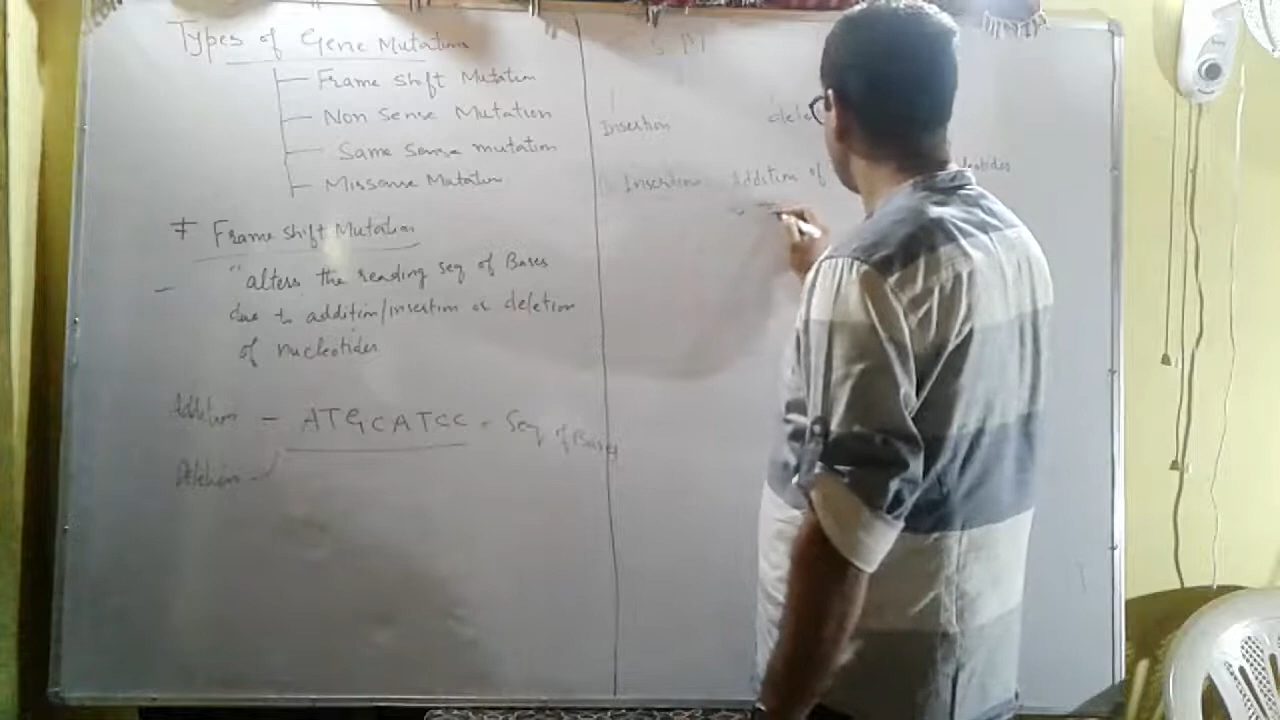 Types of Gene Mutation
Frame shift Mutation
Non Sense Mutation
Same Sense mutation
Missense Mutation
Frame shift Mutation
"alters the reading seq of Bases
due to addition/insertion or deletion
of nucleotides
Addition - ATGCATCC - Seq of Bases
Deletion -
Insertion
Insertion Addition of